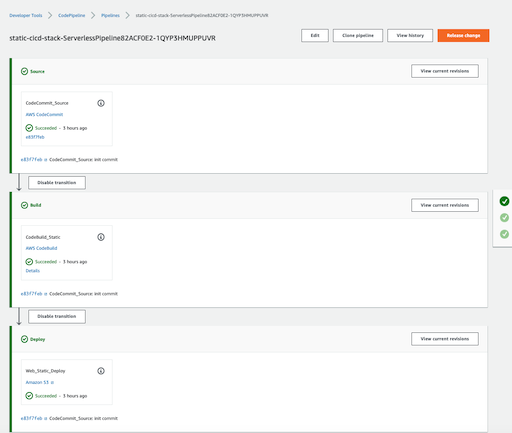 Developer Tools > CodePipeline > Pipelines > static-cicd-stack-ServerlessPipeline82ACF0E2-1QYP3HMUPPUVR
static-cicd-stack-ServerlessPipeline82ACF0E2-1QYP3HMUPPUVR
Edit
Clone pipeline
View history
Release change
Source
View current revisions
CodeCommit_Source
AWS CodeCommit
Succeeded - 3 hours ago
e83f7feb
e83f7feb CodeCommit_Source: init commit
Disable transition
Build
View current revisions
CodeBuild_Static
AWS CodeBuild
Succeeded - 3 hours ago
Details
e83f7feb CodeCommit_Source: init commit
Disable transition
Deploy
View current revisions
Web_Static_Deploy
Amazon S3
Succeeded - 3 hours ago
e83f7feb CodeCommit_Source: init commit